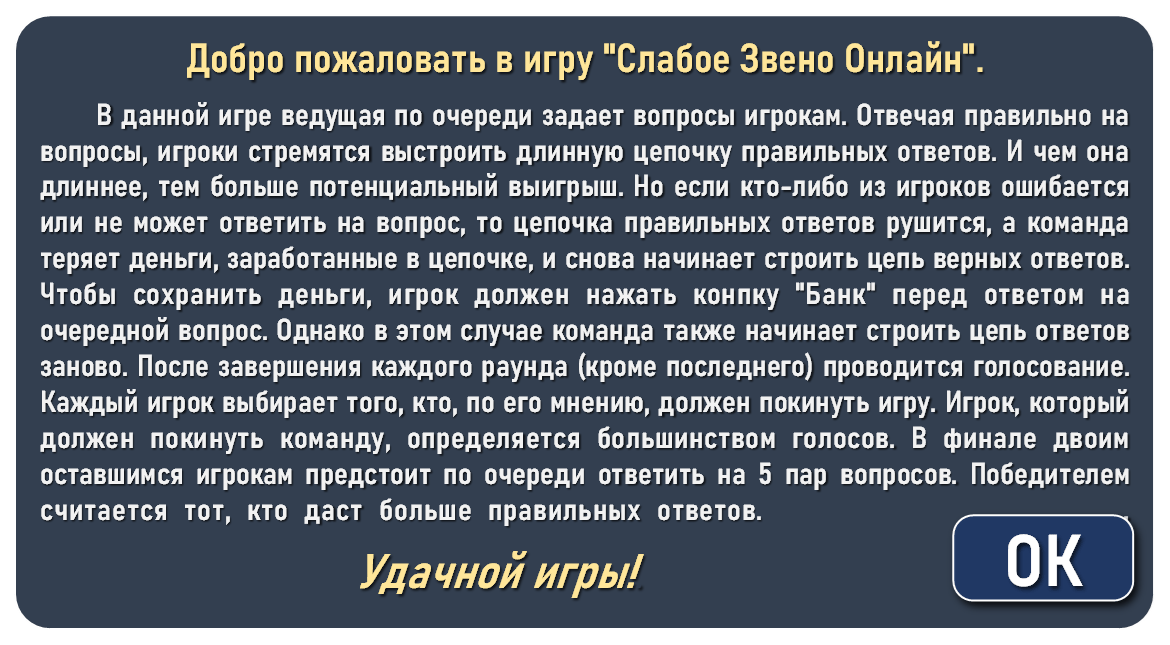 Добро пожаловать в игру "Слабое Звено Онлайн".
В данной игре ведущая по очереди задает вопросы игрокам. Отвечая правильно на
вопросы, игроки стремятся выстроить длинную цепочку правильных ответов. И чем она
длиннее, тем больше потенциальный выигрыш. Но если кто-либо из игроков ошибается
или не может ответить на вопрос, то цепочка правильных ответов рушится, а команда
теряет деньги, заработанные в цепочке, и снова начинает строить цепь верных ответов.
Чтобы сохранить деньги, игрок должен нажать конпку "Банк" перед ответом на
очередной вопрос. Однако в этом случае команда также начинает строить цепь ответов
заново. После завершения каждого раунда (кроме последнего) проводится голосование.
Каждый игрок выбирает того, кто, по его мнению, должен покинуть игру. Игрок, который
должен покинуть команду, определяется большинством голосов. В финале двоим
оставшимся игрокам предстоит по очереди ответить на 5 пар вопросов. Победителем
считается тот, кто даст больше правильных ответов.
Удачной игры!
ОК